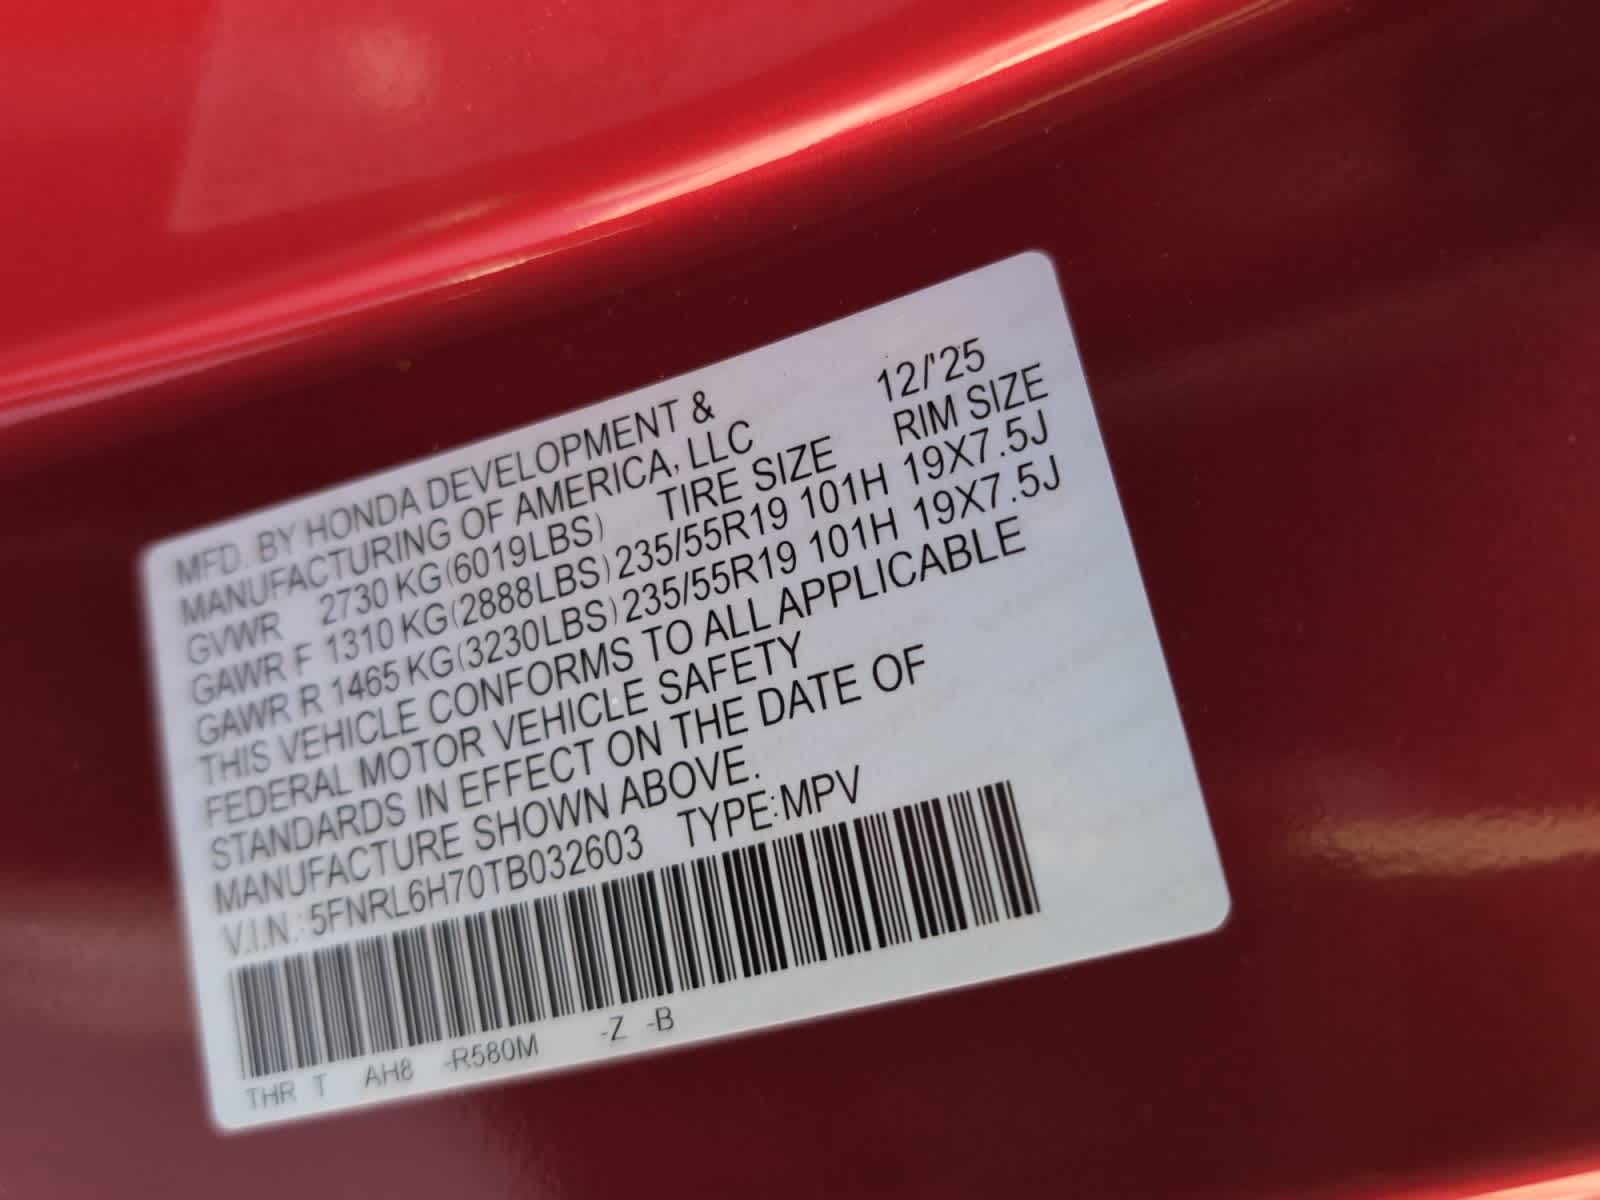 MFD. BY HONDA DEVELOPMENT & 12/'25
MANUFACTURING OF AMERICA, LLC
GVWR 2730 KG(6019LBS) TIRE SIZE RIM SIZE
GAWR F 1310 KG(2888LBS) 235/55R19 101H 19X7.5J
GAWR R 1465 KG(3230LBS) 235/55R19 101H 19X7.5J
THIS VEHICLE CONFORMS TO ALL APPLICABLE
FEDERAL MOTOR VEHICLE SAFETY
STANDARDS IN EFFECT ON THE DATE OF
MANUFACTURE SHOWN ABOVE.
V.I.N.: 5FNRL6H70TB032603 TYPE:MPV
THR T AH8 -R580M -Z -B